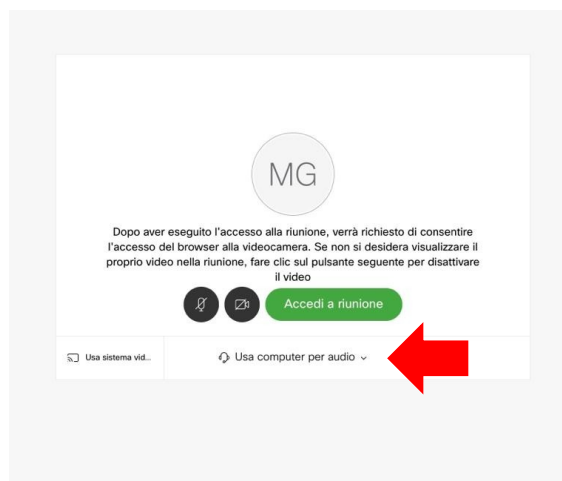 MG
Dopo aver eseguito l'accesso alla riunione, verrà richiesto di consentire
l'accesso del browser alla videocamera. Se non si desidera visualizzare il
proprio video nella riunione, fare clic sul pulsante seguente per disattivare
il video
Accedi a riunione
Usa sistema vid...
Usa computer per audio